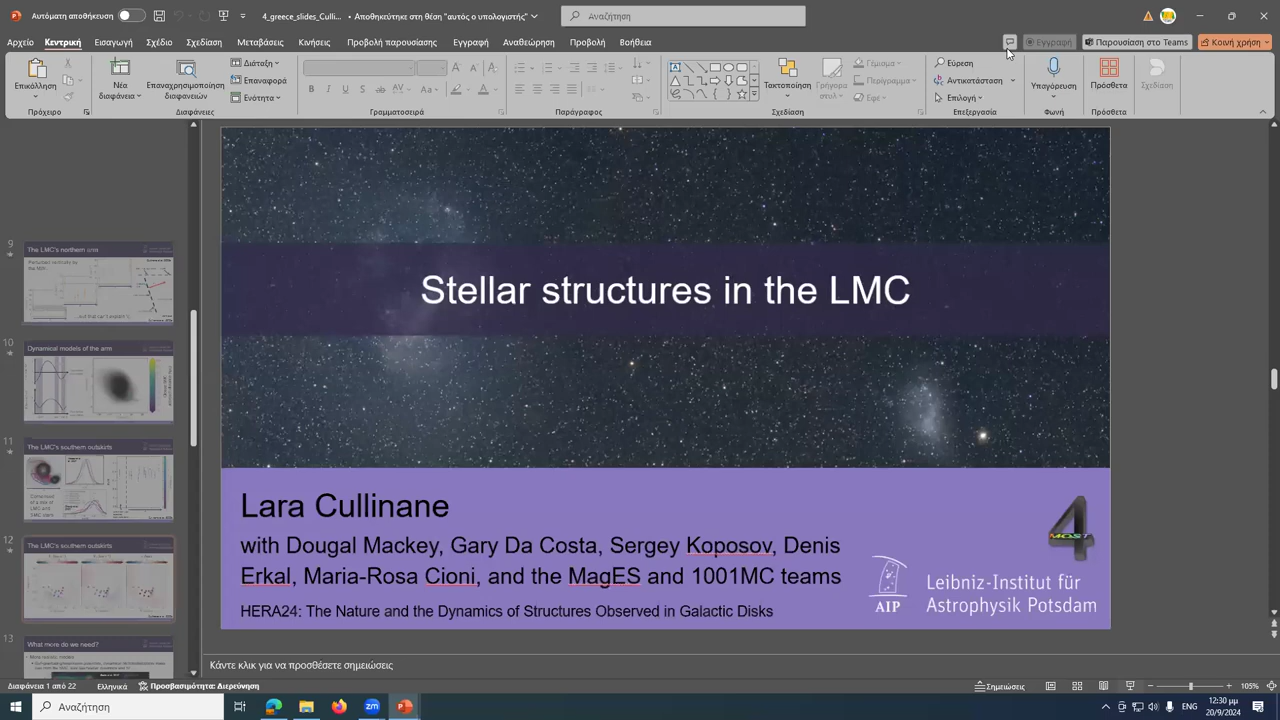 Αυτόματη αποθήκευση
4_greece_slides_Culli... • Αποθηκεύτηκε στη θέση "αυτός ο υπολογιστής"
Αναζήτηση
Αρχείο Κεντρική Εισαγωγή Σχέδιο Σχεδίαση Μεταβάσεις Κινήσεις Προβολή παρουσίασης Εγγραφή Αναθεώρηση Προβολή Βοήθεια
Εγγραφή Παρουσίαση στο Teams Κοινή χρήση
Επικόλληση
Πρόχειρο
Νέα διαφάνεια
Επαναχρησιμοποίηση διαφανειών
Διάταξη
Επαναφορά
Ενότητα
Διαφάνειες
Γραμματοσειρά
Παράγραφος
Τακτοποίηση
Γρήγορα στυλ
Γέμισμα
Περίγραμμα
Εφέ
Σχεδίαση
Εύρεση
Αντικατάσταση
Επιλογή
Επεξεργασία
Υπαγόρευση
Φωνή
Πρόσθετα
Πρόσθετα
Σχεδίαση
9
The LMC's northern arm
10
Dynamical models of the arm
11
The LMC's southern outskirts
12
The LMC's southern outskirts
13
What more do we need?
Stellar structures in the LMC
Lara Cullinane
with Dougal Mackey, Gary Da Costa, Sergey Koposov, Denis
Erkal, Maria-Rosa Cioni, and the MagES and 1001MC teams
HERA24: The Nature and the Dynamics of Structures Observed in Galactic Disks
4
MOST
AIP
Leibniz-Institut für
Astrophysik Potsdam
Κάντε κλικ για να προσθέσετε σημειώσεις
Διαφάνεια 1 από 22 Ελληνικά Προσβασιμότητα: Διερεύνηση
Σημειώσεις
105%
Αναζήτηση
ENG
12:30 μμ
20/9/2024